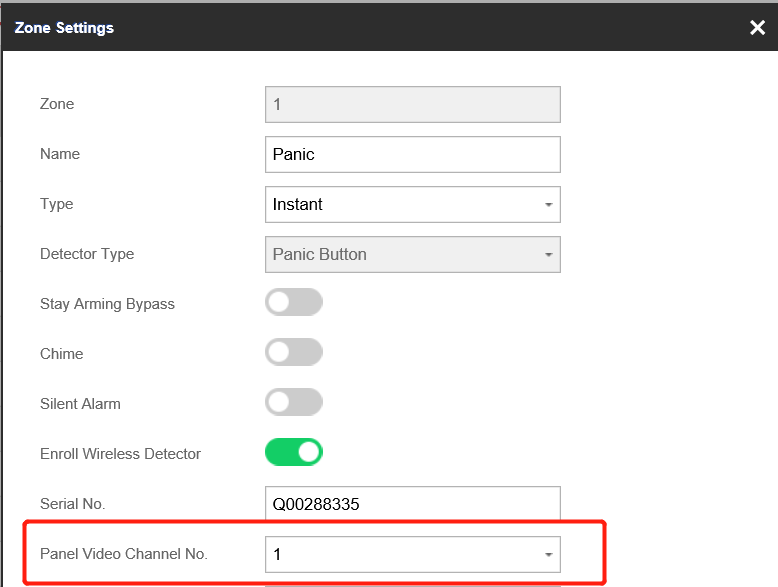 Zone Settings
Zone 1
Name Panic
Type Instant
Detector Type Panic Button
Stay Arming Bypass
Chime
Silent Alarm
Enroll Wireless Detector
Serial No. Q00288335
Panel Video Channel No. 1